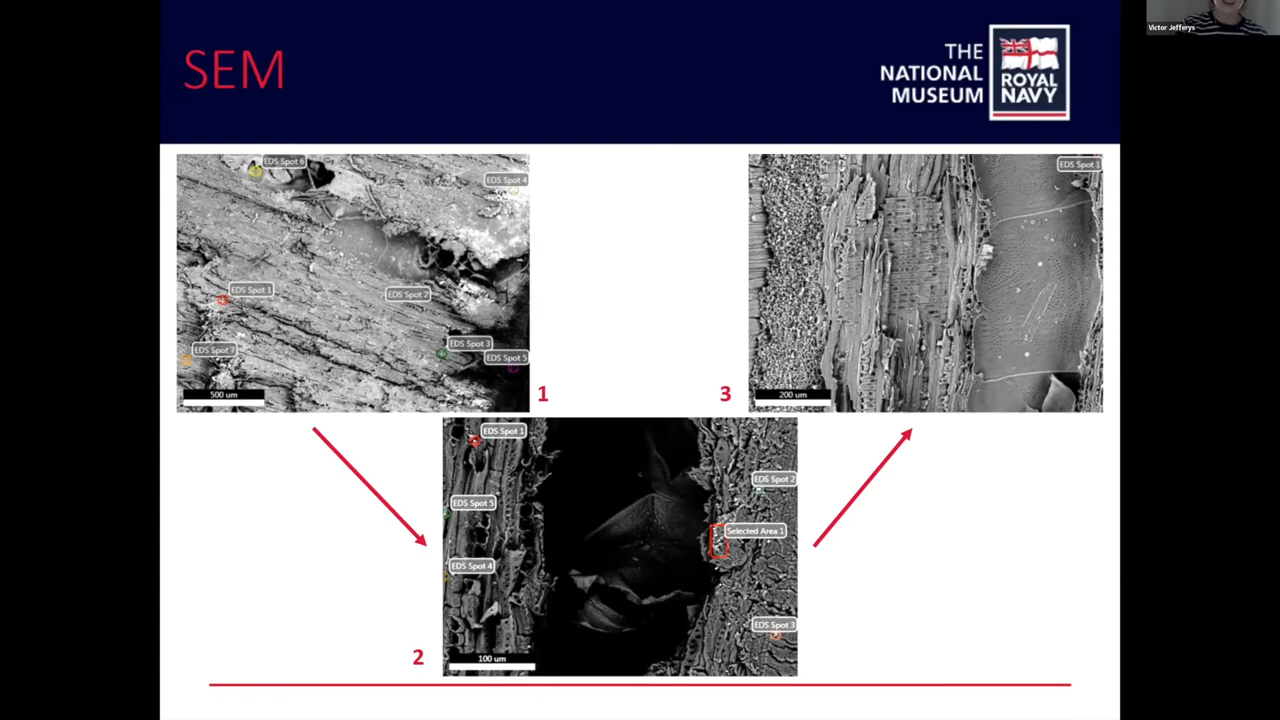 SEM
THE
NATIONAL
MUSEUM
ROYAL
NAVY
Victor Jefferys
EDS Spot 6
EDS Spot 4
EDS Spot 1
EDS Spot 2
EDS Spot 3
EDS Spot 7
EDS Spot 5
500 um
1
3
EDS Spot 1
200 um
EDS Spot 1
EDS Spot 2
EDS Spot 5
Selected Area 1
EDS Spot 4
EDS Spot 3
100 um
2